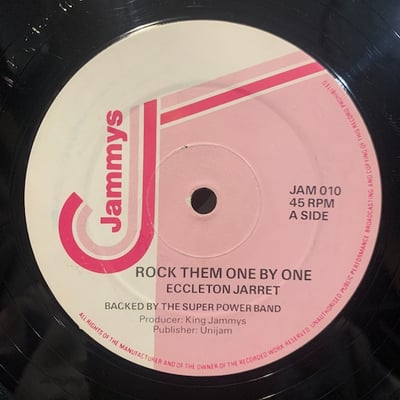 Jammys
JAM 010
45 RPM
A SIDE
ROCK THEM ONE BY ONE
ECCLETON JARRET
BACKED BY THE SUPER POWER BAND
Producer: King Jammys
Publisher: Unijam
ALL RIGHTS OF THE MANUFACTURER AND OF THE OWNER OF THE RECORDED WORK RESERVED. UNAUTHORISED PUBLIC PERFORMANCE BROADCASTING AND COPYING OF THIS RECORD PROHIBITED